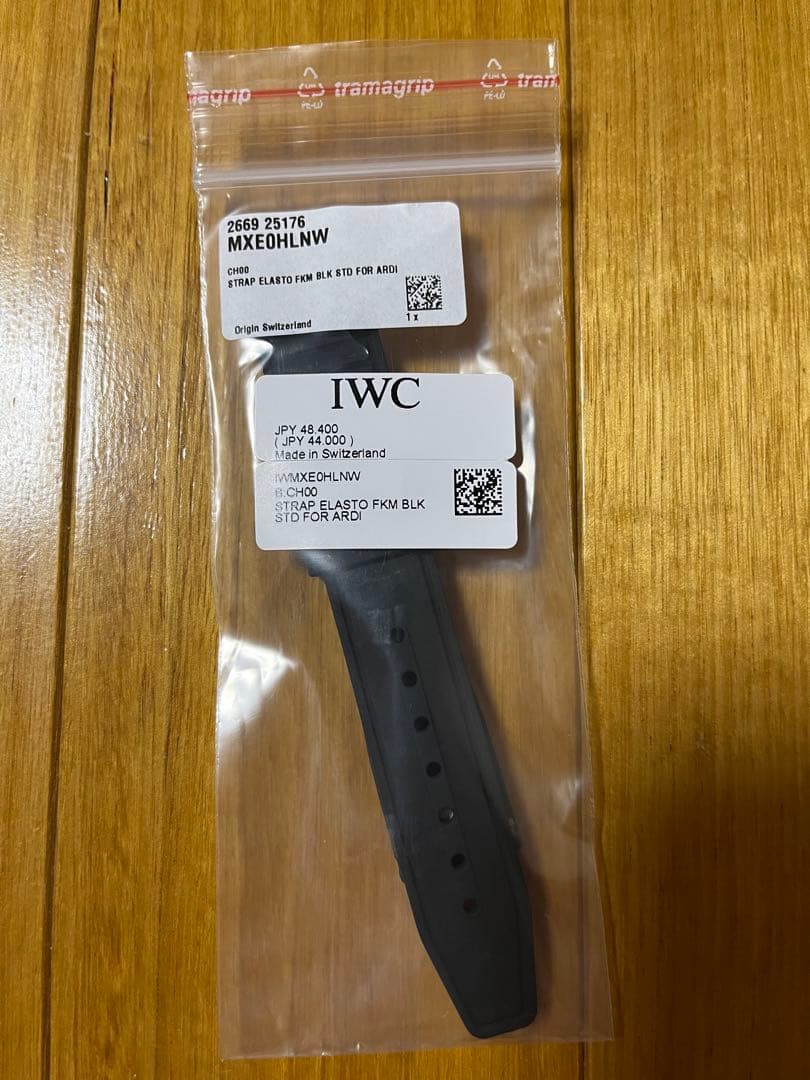 tramagrip
2669 25176
MXE0HLNW
CH00
STRAP ELASTO FKM BLK STD FOR ARDI
1 x
Origin Switzerland
IWC
JPY 48.400
( JPY 44.000 )
Made in Switzerland
IWMXE0HLNW
B:CH00
STRAP ELASTO FKM BLK
STD FOR ARDI